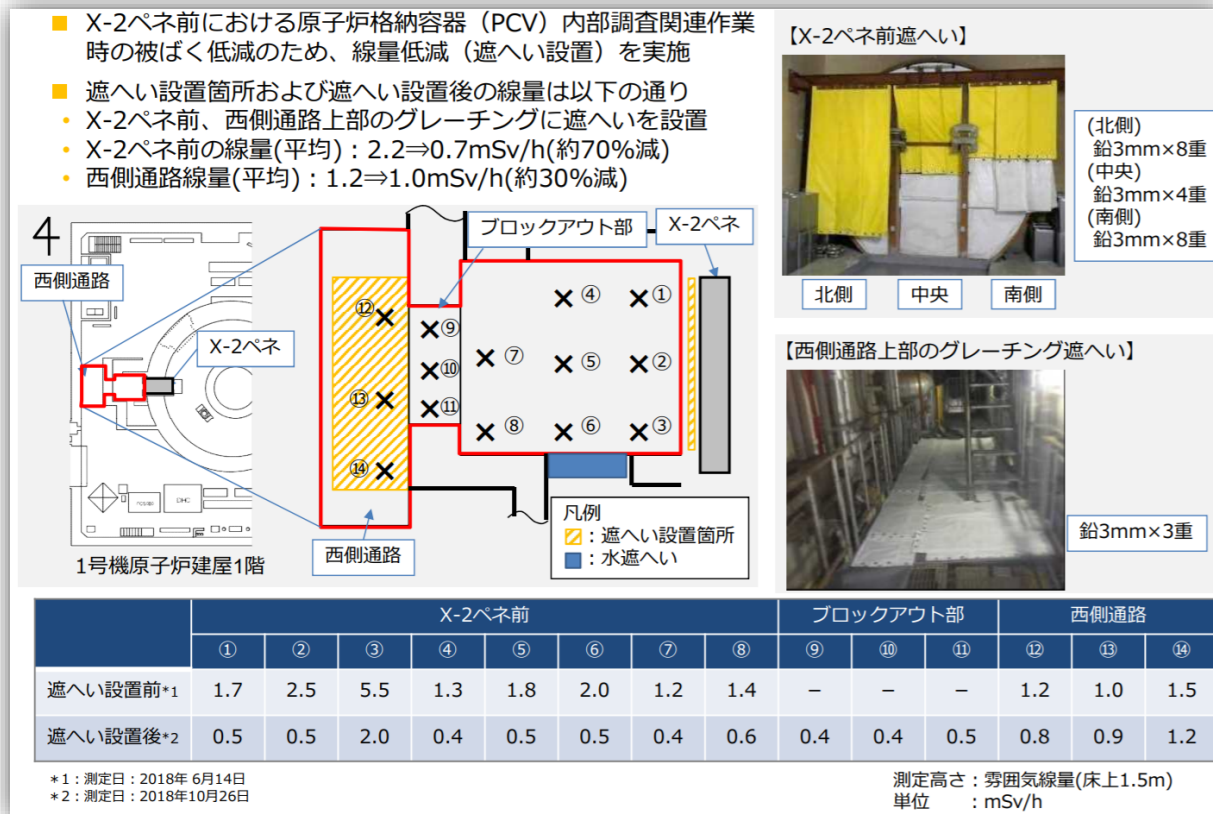 ■ X-2ペネ前における原子炉格納容器（PCV）内部調査関連作業
時の被ばく低減のため、線量低減（遮へい設置）を実施
■ 遮へい設置箇所および遮へい設置後の線量は以下の通り
• X-2ペネ前、西側通路上部のグレーチングに遮へいを設置
• X-2ペネ前の線量(平均)：2.2⇒0.7mSv/h(約70%減)
• 西側通路線量(平均)：1.2⇒1.0mSv/h(約30%減)
【X-2ペネ前遮へい】
(北側)
鉛3mm×8重
(中央)
鉛3mm×4重
(南側)
鉛3mm×8重
北側 中央 南側
【西側通路上部のグレーチング遮へい】
鉛3mm×3重
4
西側通路
X-2ペネ
DHC
1号機原子炉建屋1階
ブロックアウト部
X-2ペネ
④ ①
⑫ ⑨
⑦ ⑤ ②
⑩
⑬ ⑪
⑧ ⑥ ③
⑭
西側通路
凡例
：遮へい設置箇所
：水遮へい
X-2ペネ前 ブロックアウト部 西側通路
① ② ③ ④ ⑤ ⑥ ⑦ ⑧ ⑨ ⑩ ⑪ ⑫ ⑬ ⑭
遮へい設置前*1 1.7 2.5 5.5 1.3 1.8 2.0 1.2 1.4 － － － 1.2 1.0 1.5
遮へい設置後*2 0.5 0.5 2.0 0.4 0.5 0.5 0.4 0.6 0.4 0.4 0.5 0.8 0.9 1.2
＊1：測定日：2018年 6月14日
＊2：測定日：2018年10月26日
測定高さ：雰囲気線量(床上1.5m)
単位 ：mSv/h